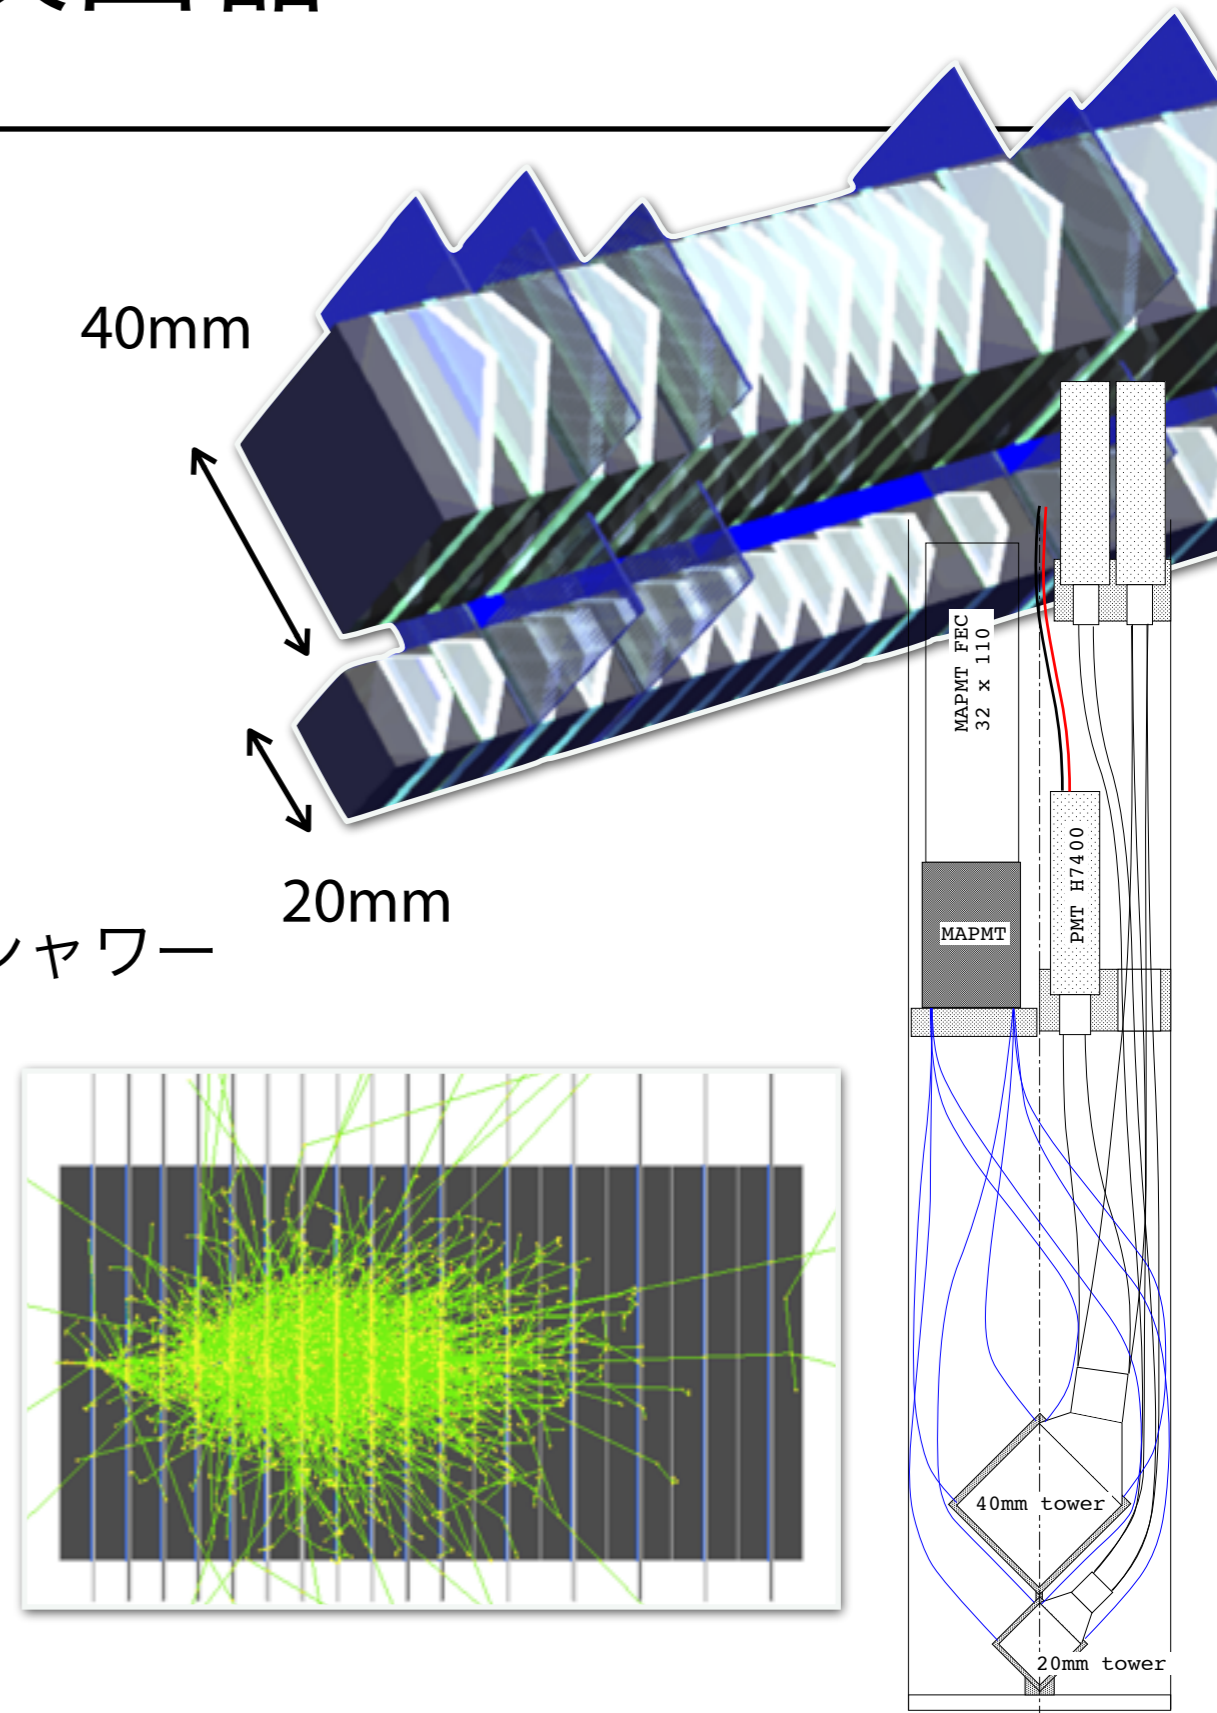 40mm
20mm
シャワー
MAPMT FEC
32 x 110
PMT H7400
MAPMT
40mm tower
20mm tower